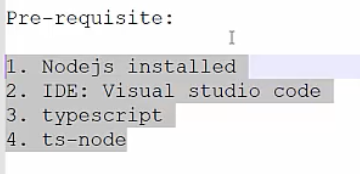 Pre-requisite:
1. Nodejs installed
2. IDE: Visual studio code
3. typescript
4. ts-node